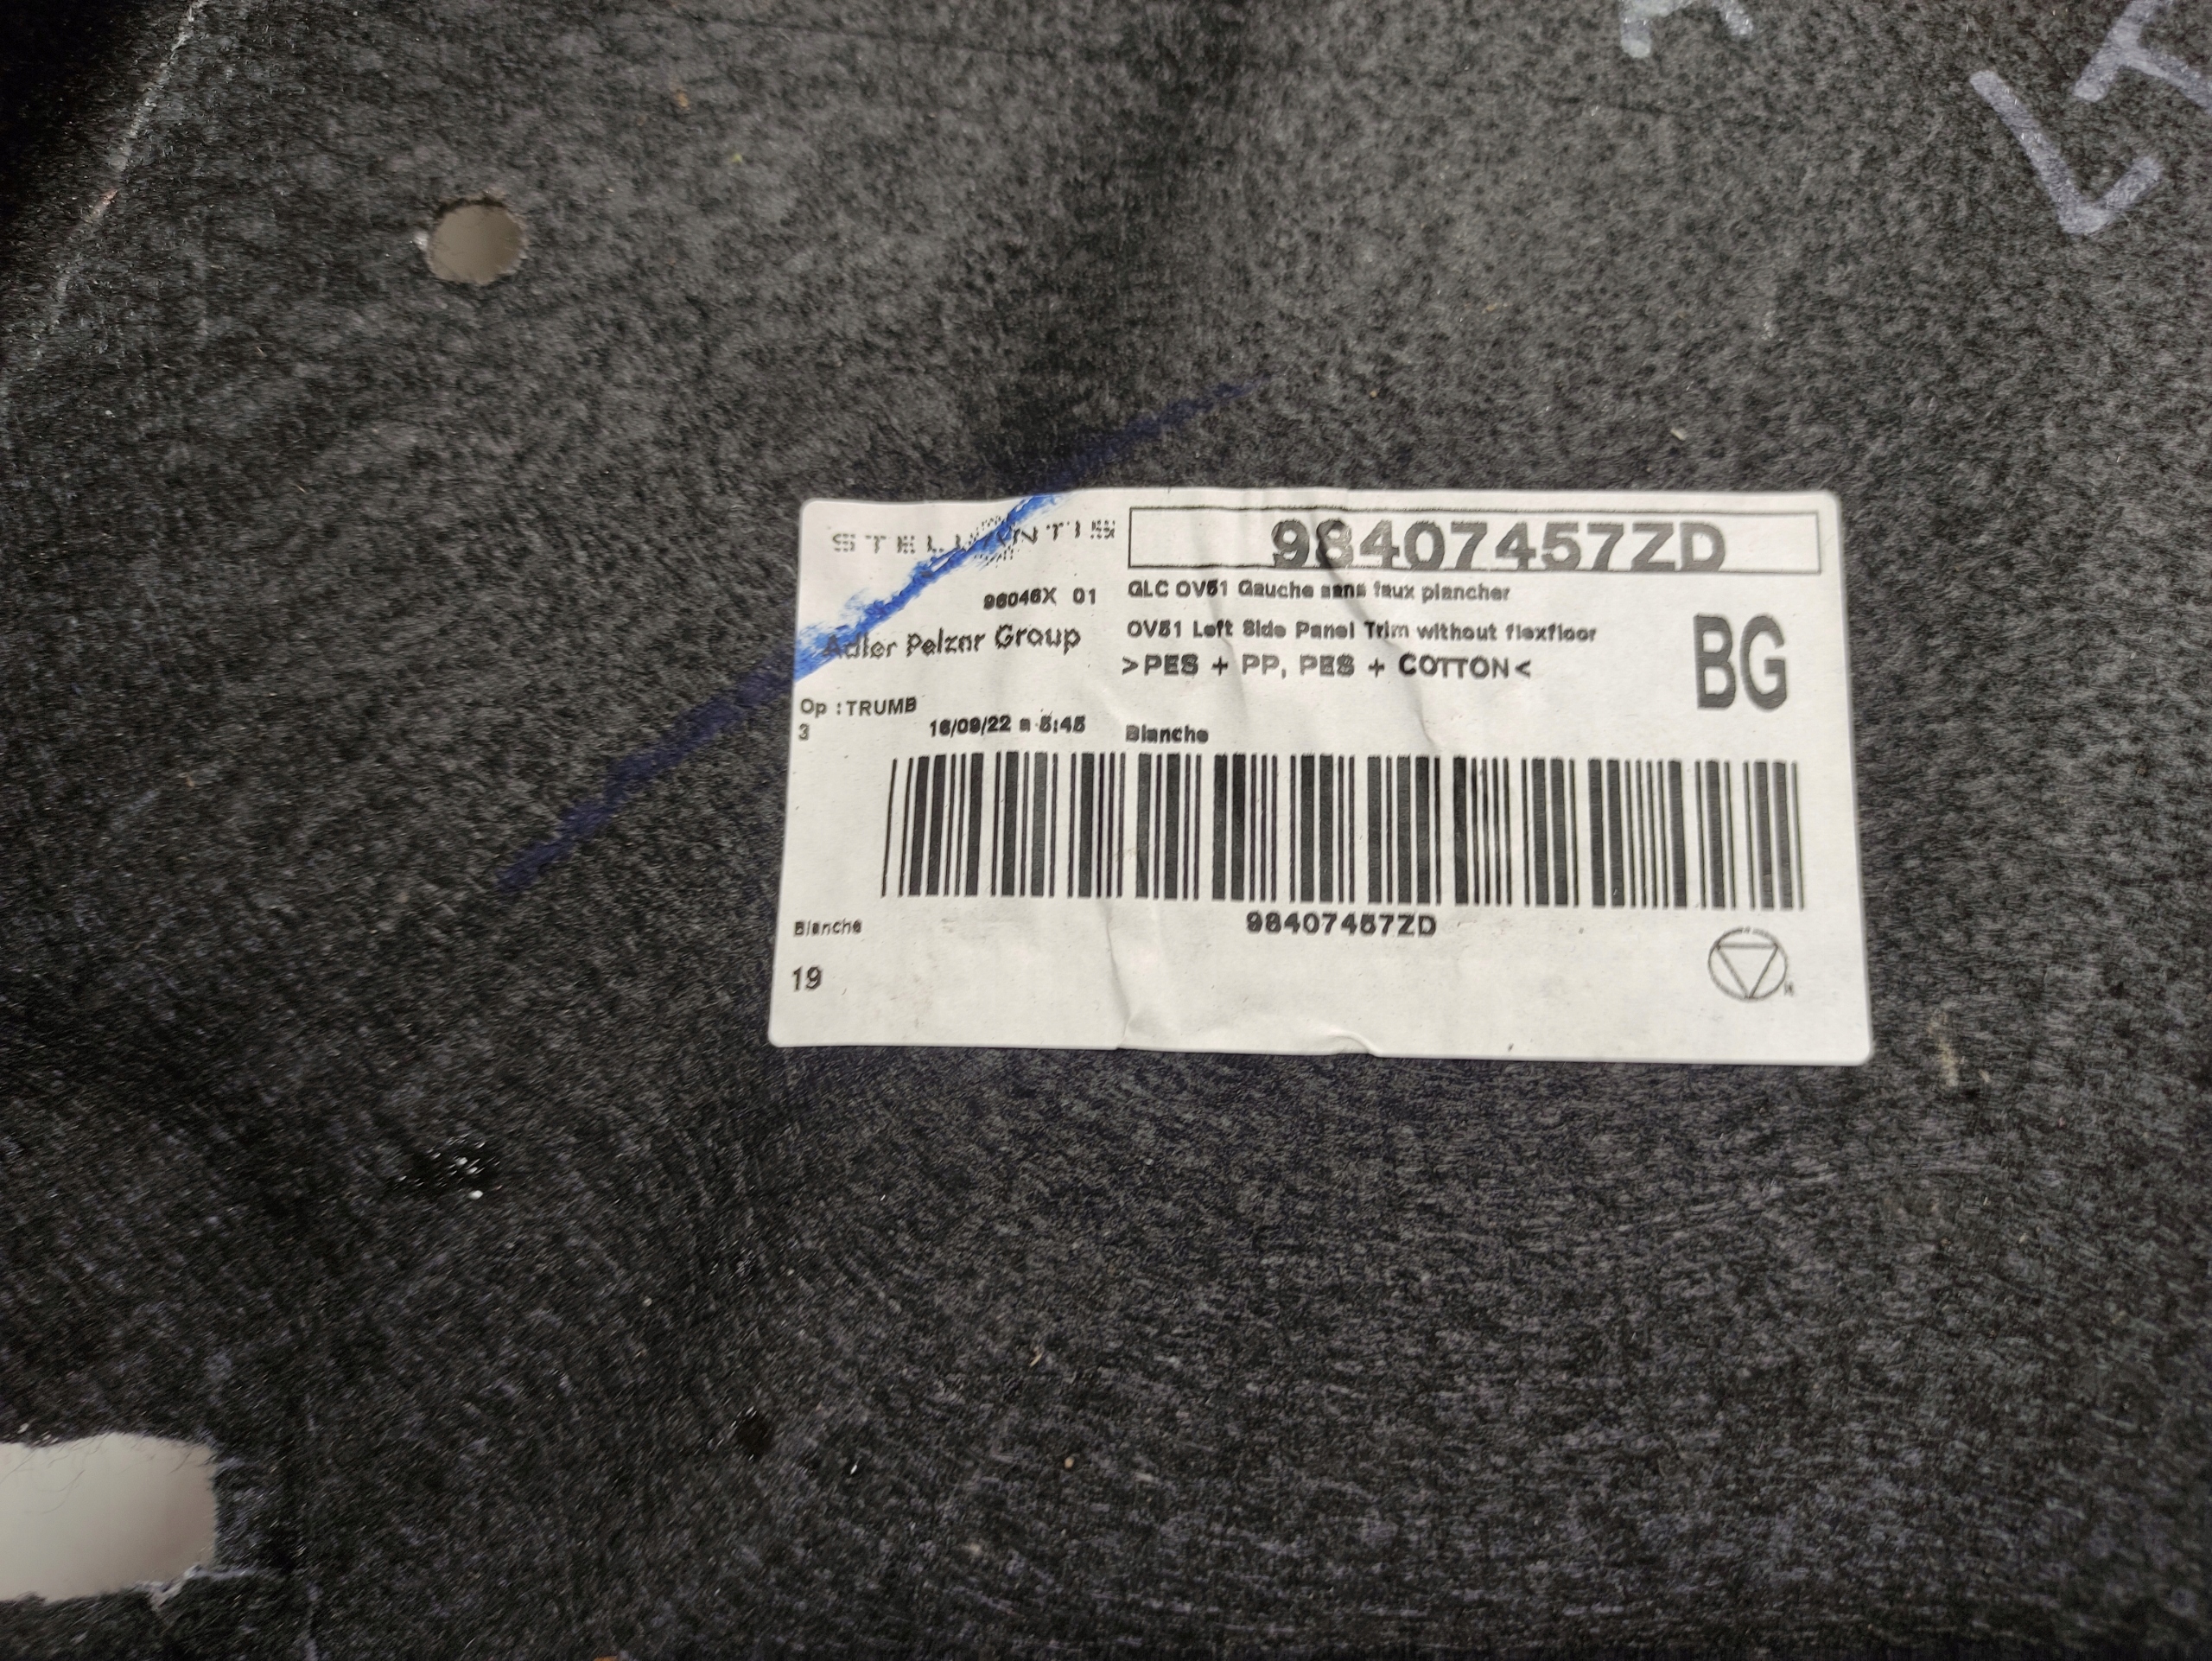 STELLANTIS
98407457ZD
96046X 01
GLC OV51 Gauche sans faux plancher
Adler Pelzer Group
OV51 Left Side Panel Trim without flexfloor
BG
>PES + PP, PES + COTTON<
Op : TRUMB
3
16/09/22 a 5:45
Blanche
98407457ZD
Blanche
19